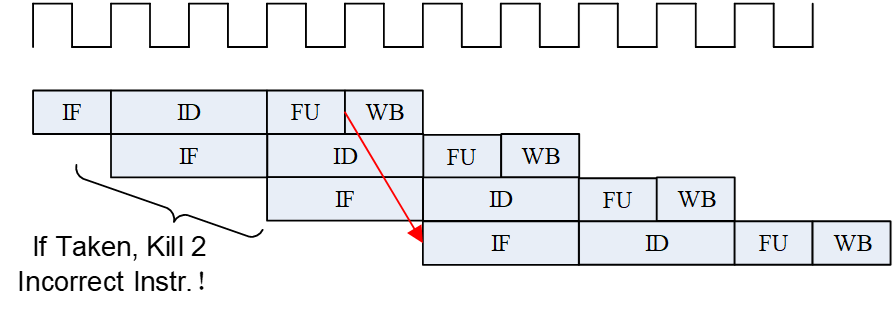 IF ID FU WB
IF ID FU WB
IF ID FU WB
IF ID FU WB
If Taken, Kill 2
Incorrect Instr.!